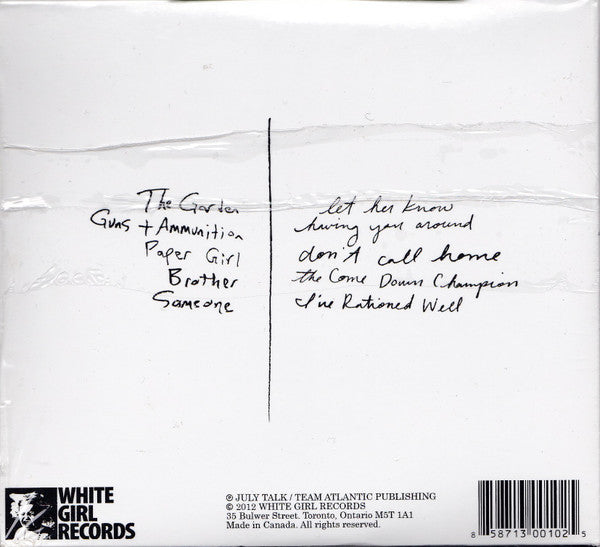 The Garden
Guns + Ammunition
Paper Girl
Brother
Someone
let her know
having you around
don't call home
the Come Down Champion
I've Rationed Well
WHITE
GIRL
RECORDS
℗ JULY TALK / TEAM ATLANTIC PUBLISHING
© 2012 WHITE GIRL RECORDS
35 Bulwer Street. Toronto, Ontario M5T 1A1
Made in Canada. All rights reserved.
8 58713 00102 5